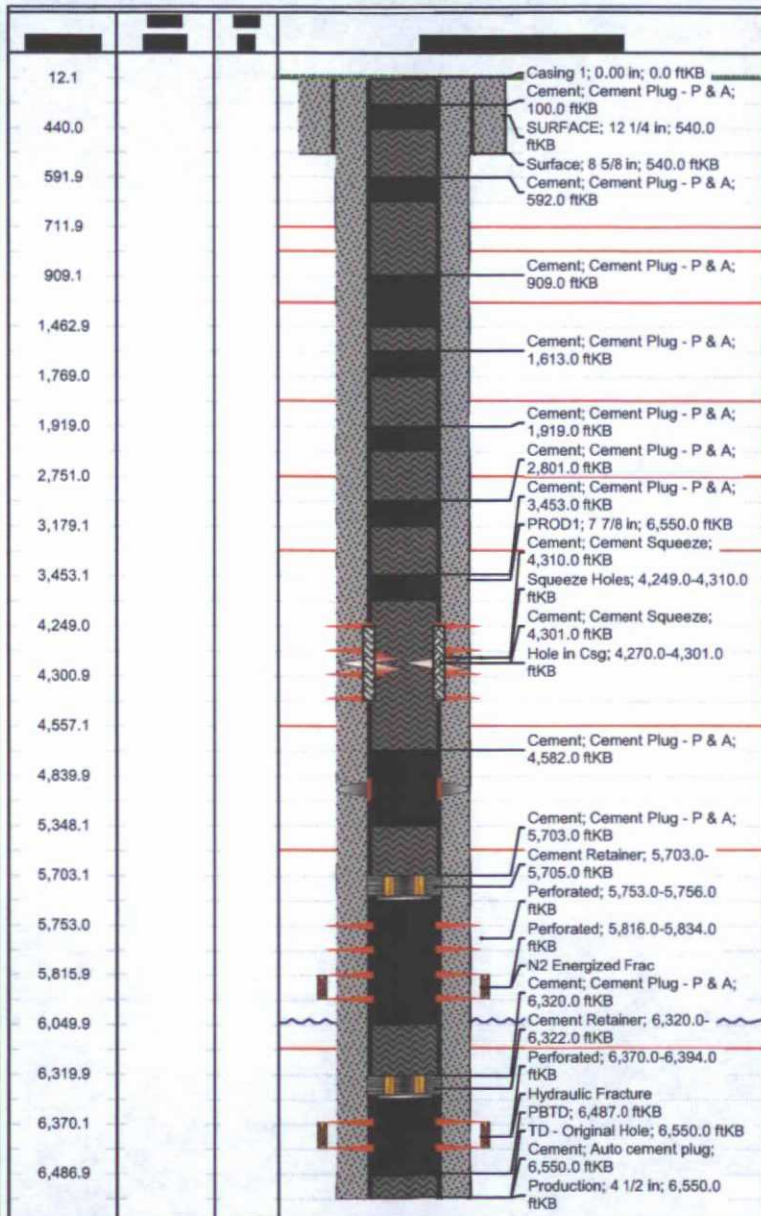 12.1
440.0
591.9
711.9
909.1
1,462.9
1,769.0
1,919.0
2,751.0
3,179.1
3,453.1
4,249.0
4,300.9
4,557.1
4,839.9
5,348.1
5,703.1
5,753.0
5,815.9
6,049.9
6,319.9
6,370.1
6,486.9
Casing 1; 0.00 in; 0.0 ftKB
Cement; Cement Plug - P & A;
100.0 ftKB
SURFACE; 12 1/4 in; 540.0
ftKB
Surface; 8 5/8 in; 540.0 ftKB
Cement; Cement Plug - P & A;
592.0 ftKB
Cement; Cement Plug - P & A;
909.0 ftKB
Cement; Cement Plug - P & A;
1,613.0 ftKB
Cement; Cement Plug - P & A;
1,919.0 ftKB
Cement; Cement Plug - P & A;
2,801.0 ftKB
Cement; Cement Plug - P & A;
3,453.0 ftKB
PROD1; 7 7/8 in; 6,550.0 ftKB
Cement; Cement Squeeze;
4,310.0 ftKB
Squeeze Holes; 4,249.0-4,310.0
ftKB
Cement; Cement Squeeze;
4,301.0 ftKB
Hole in Csg; 4,270.0-4,301.0
ftKB
Cement; Cement Plug - P & A;
4,582.0 ftKB
Cement; Cement Plug - P & A;
5,703.0 ftKB
Cement Retainer; 5,703.0-
5,705.0 ftKB
Perforated; 5,753.0-5,756.0
ftKB
Perforated; 5,816.0-5,834.0
ftKB
N2 Energized Frac
Cement; Cement Plug - P & A;
6,320.0 ftKB
Cement Retainer; 6,320.0-
6,322.0 ftKB
Perforated; 6,370.0-6,394.0
ftKB
Hydraulic Fracture
PBTD; 6,487.0 ftKB
TD - Original Hole; 6,550.0 ftKB
Cement; Auto cement plug;
6,550.0 ftKB
Production; 4 1/2 in; 6,550.0
ftKB